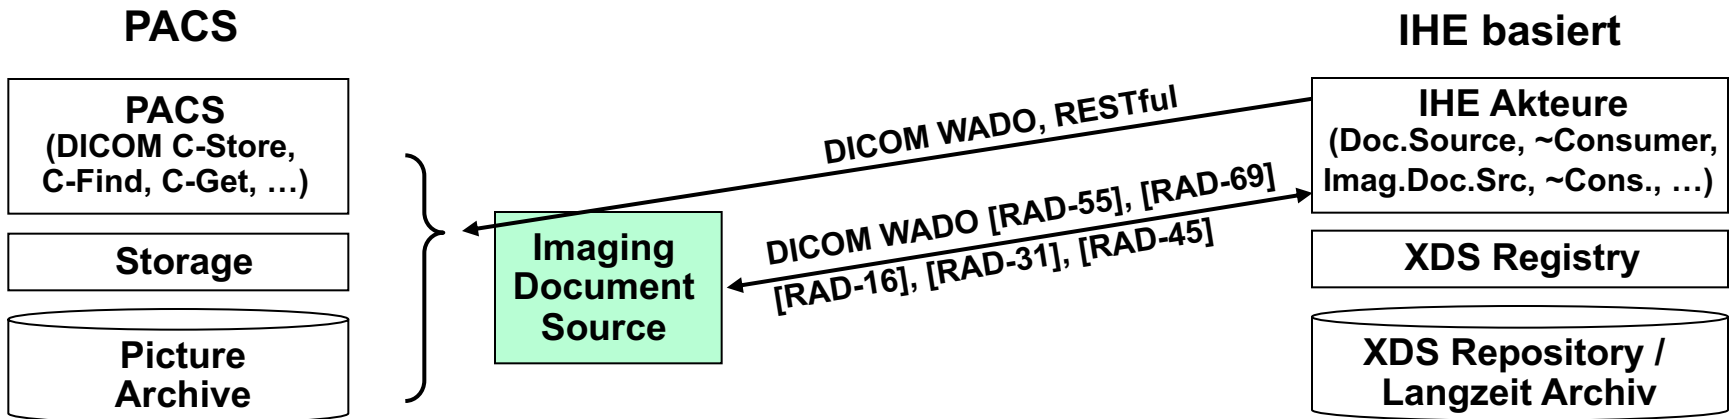 PACS
PACS
(DICOM C-Store,
C-Find, C-Get, …)
Storage
Picture
Archive
Imaging
Document
Source
DICOM WADO, RESTful
DICOM WADO [RAD-55], [RAD-69]
[RAD-16], [RAD-31], [RAD-45]
IHE basiert
IHE Akteure
(Doc.Source, ~Consumer,
Imag.Doc.Src, ~Cons., …)
XDS Registry
XDS Repository /
Langzeit Archiv